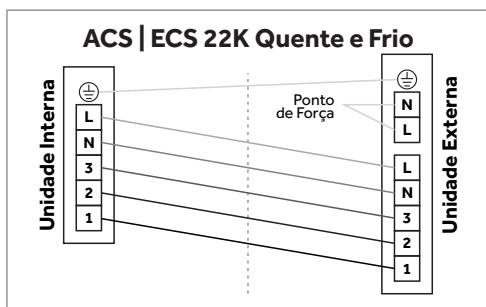 ACS | ECS 22K Quente e Frio
Unidade Interna
L
N
3
2
1
Ponto
de Força
N
L
L
N
3
2
1
Unidade Externa